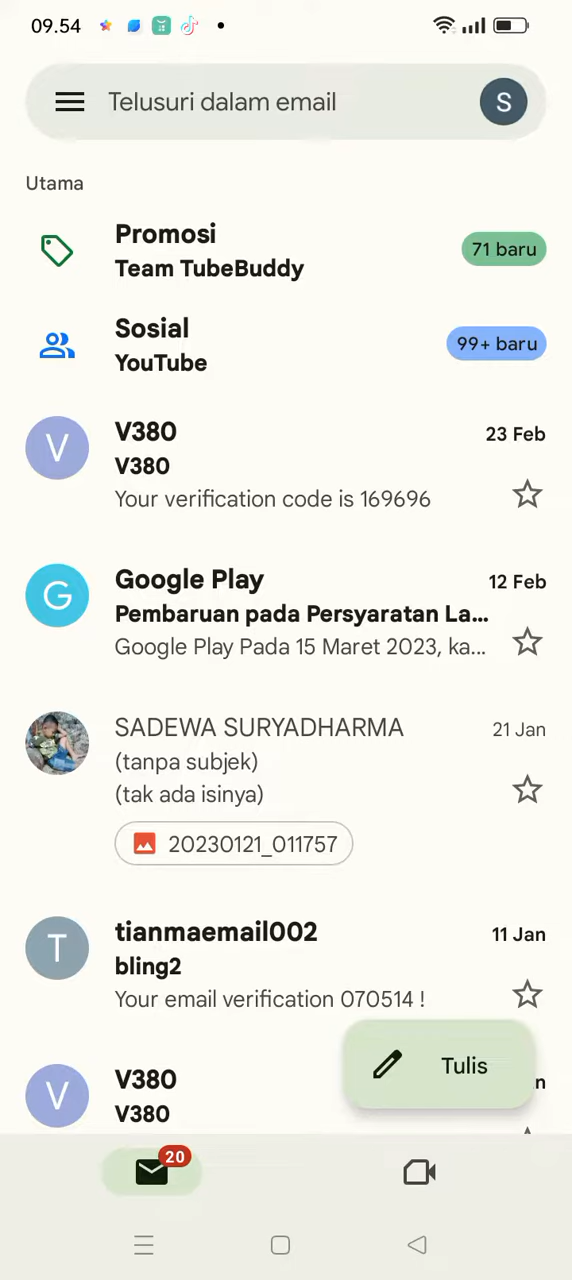 09.54
Telusuri dalam email
S
Utama
Promosi
Team TubeBuddy
71 baru
Sosial
YouTube
99+ baru
V
V380
23 Feb
V380
Your verification code is 169696
G
Google Play
12 Feb
Pembaruan pada Persyaratan La...
Google Play Pada 15 Maret 2023, ka...
SADEWA SURYADHARMA
21 Jan
(tanpa subjek)
(tak ada isinya)
20230121_011757
T
tianmaemail002
11 Jan
bling2
Your email verification 070514 !
V
V380
n
V380
Tulis
20